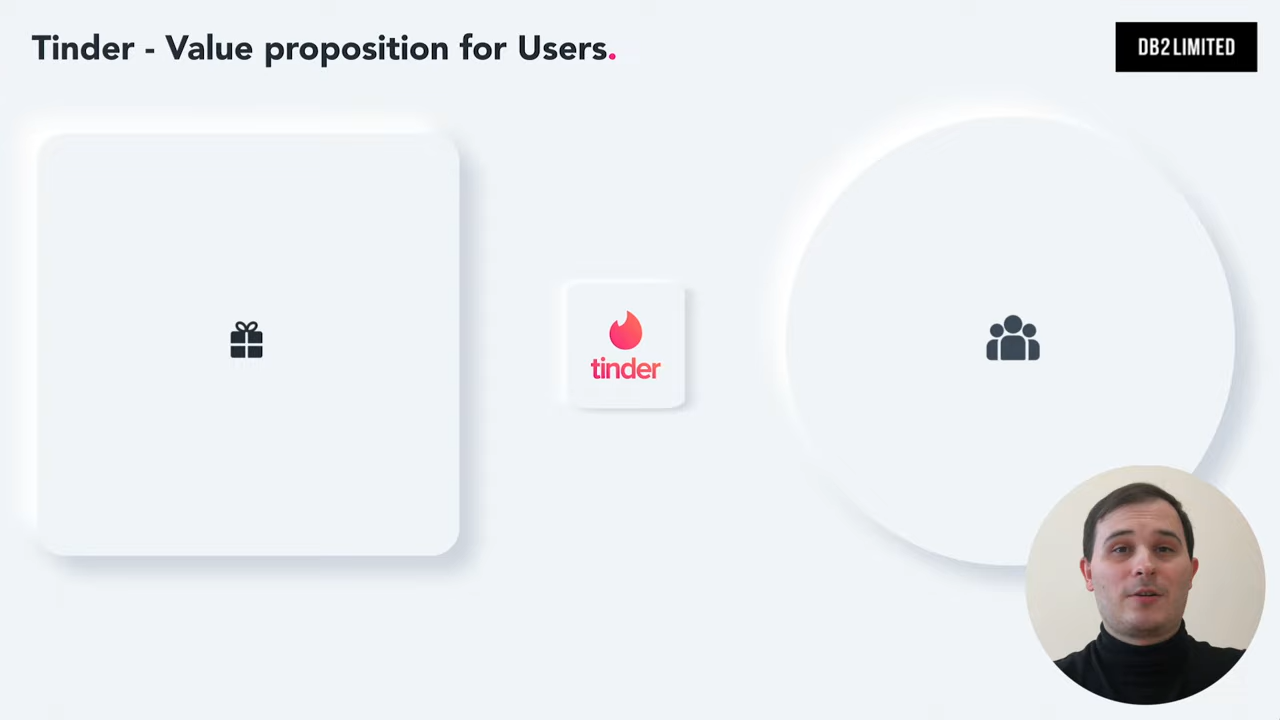 Tinder - Value proposition for Users.
DB2 LIMITED
tinder